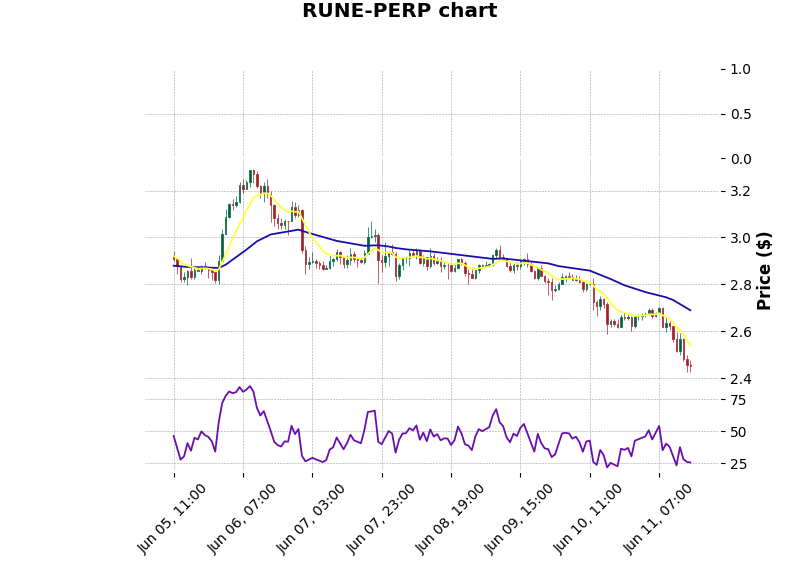 RUNE-PERP chart
1.0
0.5
0.0
3.2
3.0
2.8
2.6
2.4
75
50
25
Price ($)
Jun 05, 11:00
Jun 06, 07:00
Jun 07, 03:00
Jun 07, 23:00
Jun 08, 19:00
Jun 09, 15:00
Jun 10, 11:00
Jun 11, 07:00